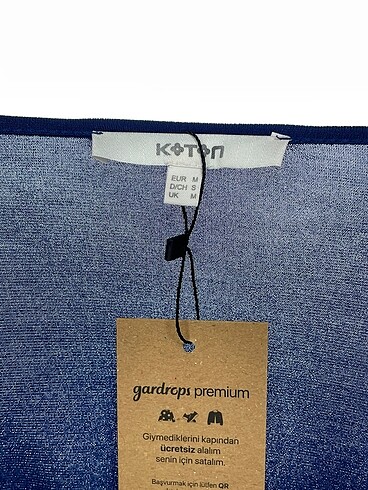 KOTON
EUR M
D/CH S
UK M
gardrops premium
Giymediklerini kapından
ücretsiz alalım
senin için satalım.
Başvurmak için lütfen QR